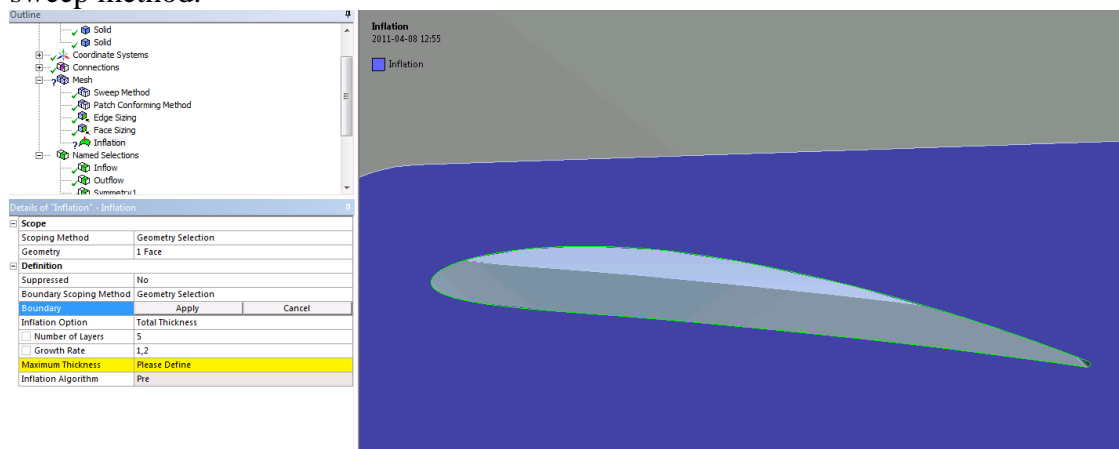 sweep method.
Outline
Solid
Solid
Coordinate Systems
Connections
Mesh
Sweep Method
Patch Conforming Method
Edge Sizing
Face Sizing
Inflation
Named Selections
Inflow
Outflow
Symmetry1
Details of "Inflation" - Inflation
Scope
Scoping Method Geometry Selection
Geometry 1 Face
Definition
Suppressed No
Boundary Scoping Method Geometry Selection
Boundary Apply Cancel
Inflation Option Total Thickness
Number of Layers 5
Growth Rate 1,2
Maximum Thickness Please Define
Inflation Algorithm Pre
Inflation
2011-04-08 12:55
Inflation